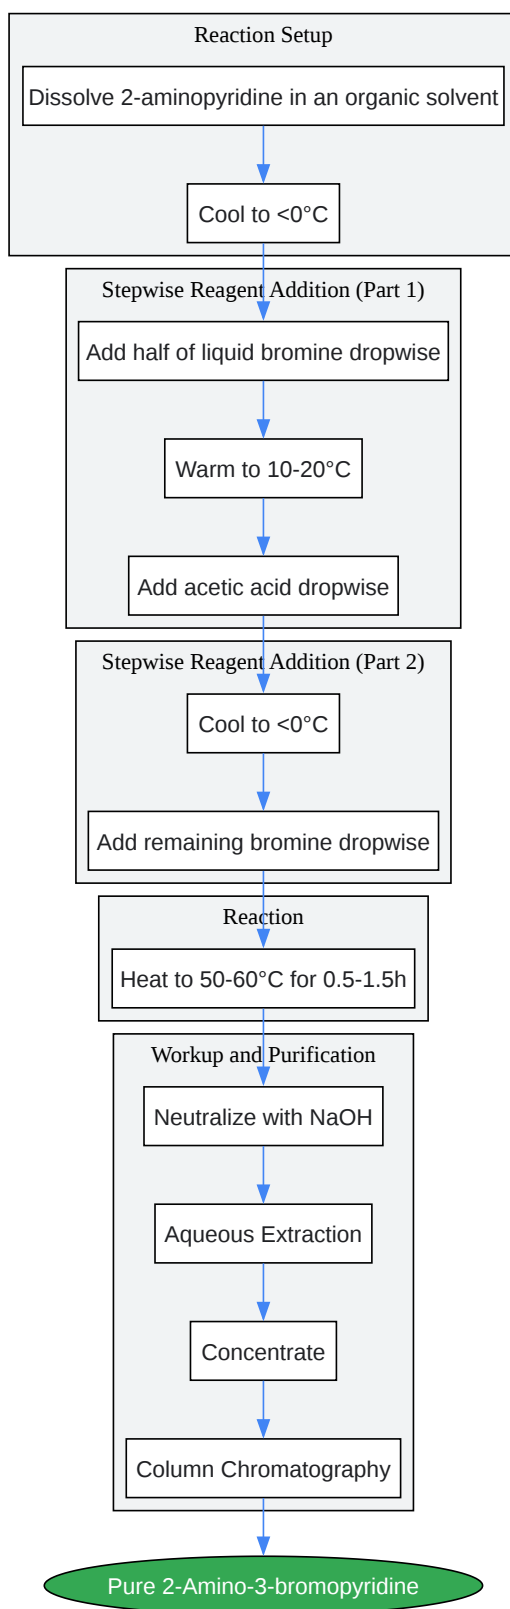 Reaction Setup
Dissolve 2-aminopyridine in an organic solvent
Cool to <0°C
Stepwise Reagent Addition (Part 1)
Add half of liquid bromine dropwise
Warm to 10-20°C
Add acetic acid dropwise
Stepwise Reagent Addition (Part 2)
Cool to <0°C
Add remaining bromine dropwise
Reaction
Heat to 50-60°C for 0.5-1.5h
Workup and Purification
Neutralize with NaOH
Aqueous Extraction
Concentrate
Column Chromatography
Pure 2-Amino-3-bromopyridine